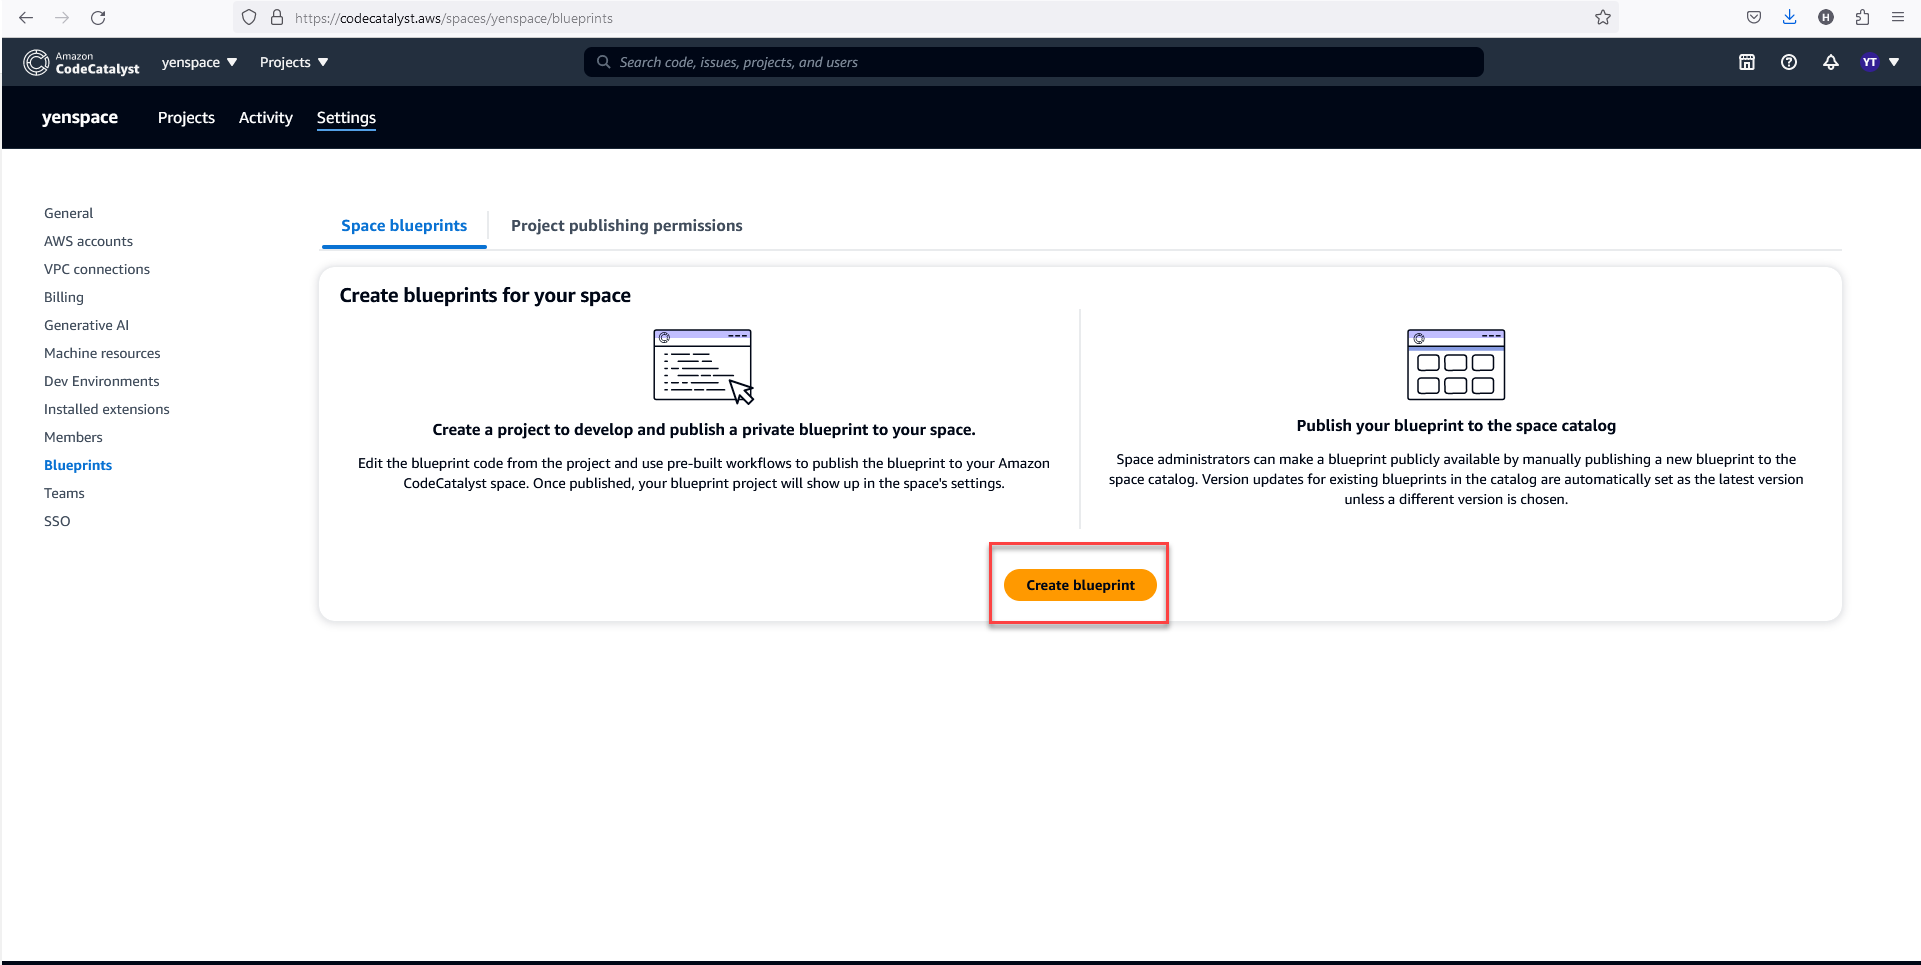 https://codecatalyst.aws/spaces/yenspace/blueprints
H
Amazon
CodeCatalyst
yenspace
Projects
Search code, issues, projects, and users
YT
yenspace
Projects
Activity
Settings
General
AWS accounts
VPC connections
Billing
Generative AI
Machine resources
Dev Environments
Installed extensions
Members
Blueprints
Teams
SSO
Space blueprints
Project publishing permissions
Create blueprints for your space
Create a project to develop and publish a private blueprint to your space.
Edit the blueprint code from the project and use pre-built workflows to publish the blueprint to your Amazon
CodeCatalyst space. Once published, your blueprint project will show up in the space's settings.
Publish your blueprint to the space catalog
Space administrators can make a blueprint publicly available by manually publishing a new blueprint to the
space catalog. Version updates for existing blueprints in the catalog are automatically set as the latest version
unless a different version is chosen.
Create blueprint